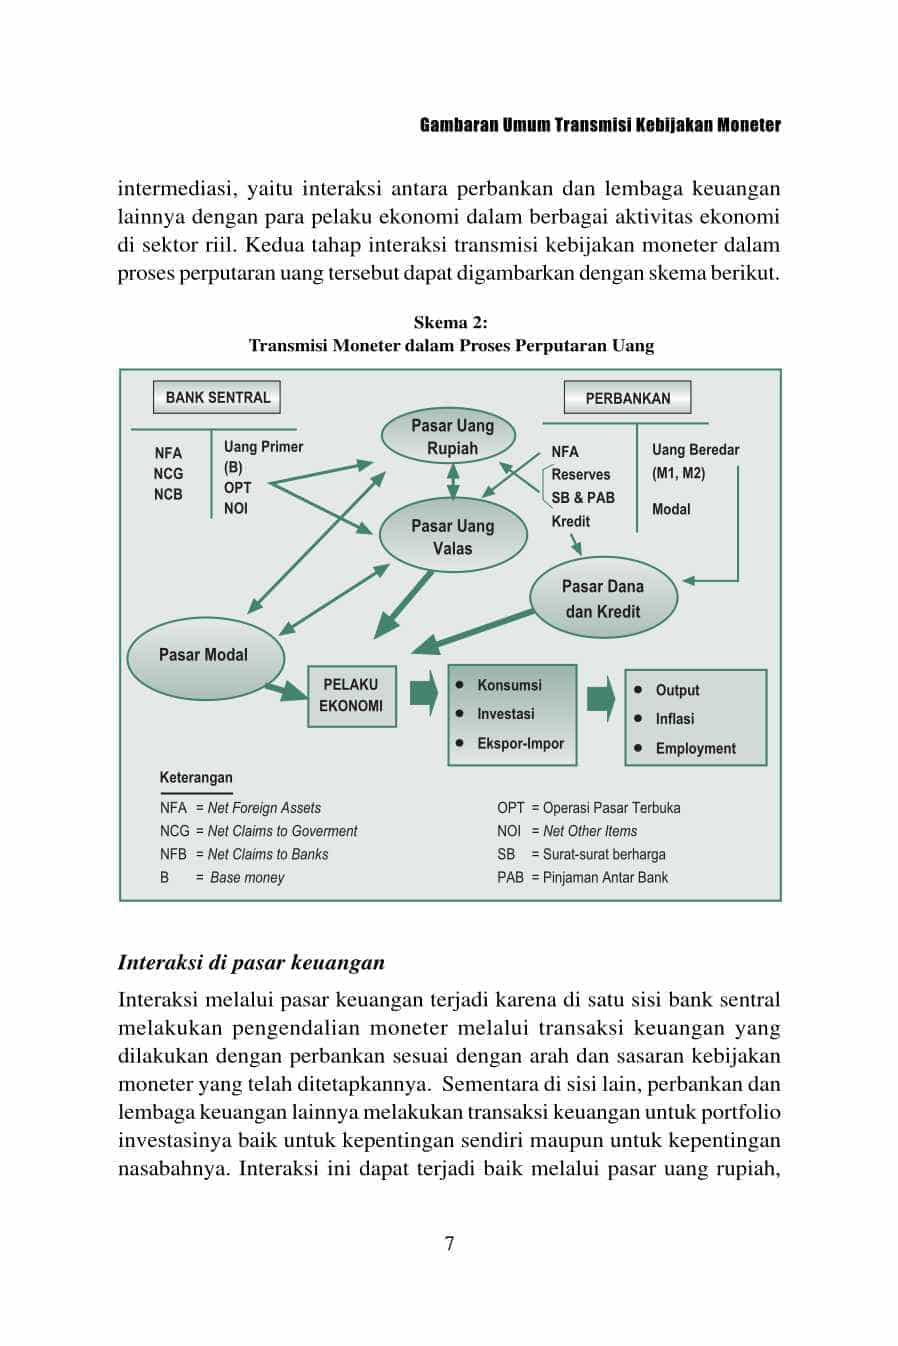 Gambaran Umum Transmisi Kebijakan Moneter
intermediasi, yaitu interaksi antara perbankan dan lembaga keuangan
lainnya dengan para pelaku ekonomi dalam berbagai aktivitas ekonomi
di sektor riil. Kedua tahap interaksi transmisi kebijakan moneter dalam
proses perputaran uang tersebut dapat digambarkan dengan skema berikut.
Skema 2:
Transmisi Moneter dalam Proses Perputaran Uang
BANK SENTRAL
NFA
NCG
NCB
Uang Primer
(B)
OPT
NOI
Pasar Uang
Rupiah
Pasar Uang
Valas
PERBANKAN
NFA
Reserves
SB & PAB
Kredit
Uang Beredar
(M1, M2)
Modal
Pasar Dana
dan Kredit
Pasar Modal
PELAKU
EKONOMI
● Konsumsi
● Investasi
● Ekspor-Impor
● Output
● Inflasi
● Employment
Keterangan
NFA = Net Foreign Assets
NCG = Net Claims to Goverment
NFB = Net Claims to Banks
B = Base money
OPT = Operasi Pasar Terbuka
NOI = Net Other Items
SB = Surat-surat berharga
PAB = Pinjaman Antar Bank
Interaksi di pasar keuangan
Interaksi melalui pasar keuangan terjadi karena di satu sisi bank sentral
melakukan pengendalian moneter melalui transaksi keuangan yang
dilakukan dengan perbankan sesuai dengan arah dan sasaran kebijakan
moneter yang telah ditetapkannya. Sementara di sisi lain, perbankan dan
lembaga keuangan lainnya melakukan transaksi keuangan untuk portfolio
investasinya baik untuk kepentingan sendiri maupun untuk kepentingan
nasabahnya. Interaksi ini dapat terjadi baik melalui pasar uang rupiah,
7